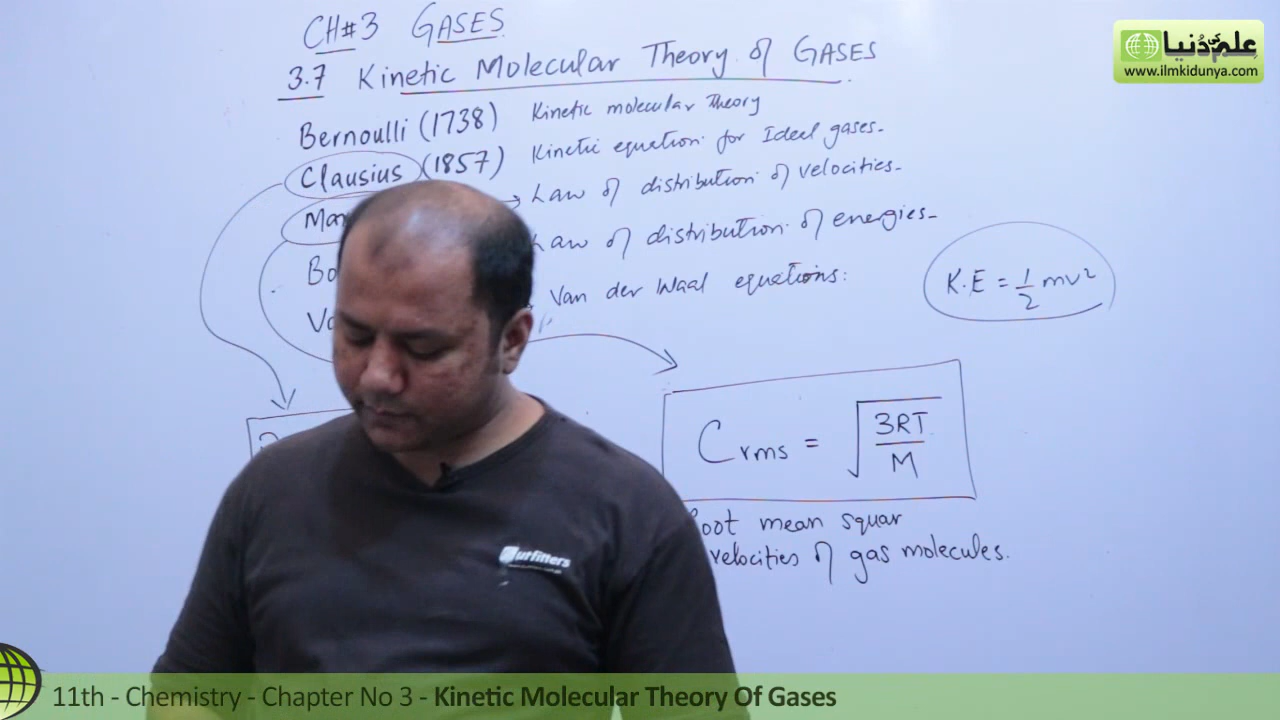 CH#3 GASES
3.7 Kinetic Molecular Theory of GASES
Bernoulli (1738) Kinetic molecular Theory
Clausius (1857) Kinetic equation for Ideal gases.
Law of distribution of velocities.
Law of distribution of energies.
Van der Waal equations:
K.E = 1/2 mv²
Crms = √(3RT/M)
mean squar
velocities of gas molecules.
علم کی دُنیا
www.ilmkidunya.com
utfitters
11th - Chemistry - Chapter No 3 - Kinetic Molecular Theory Of Gases